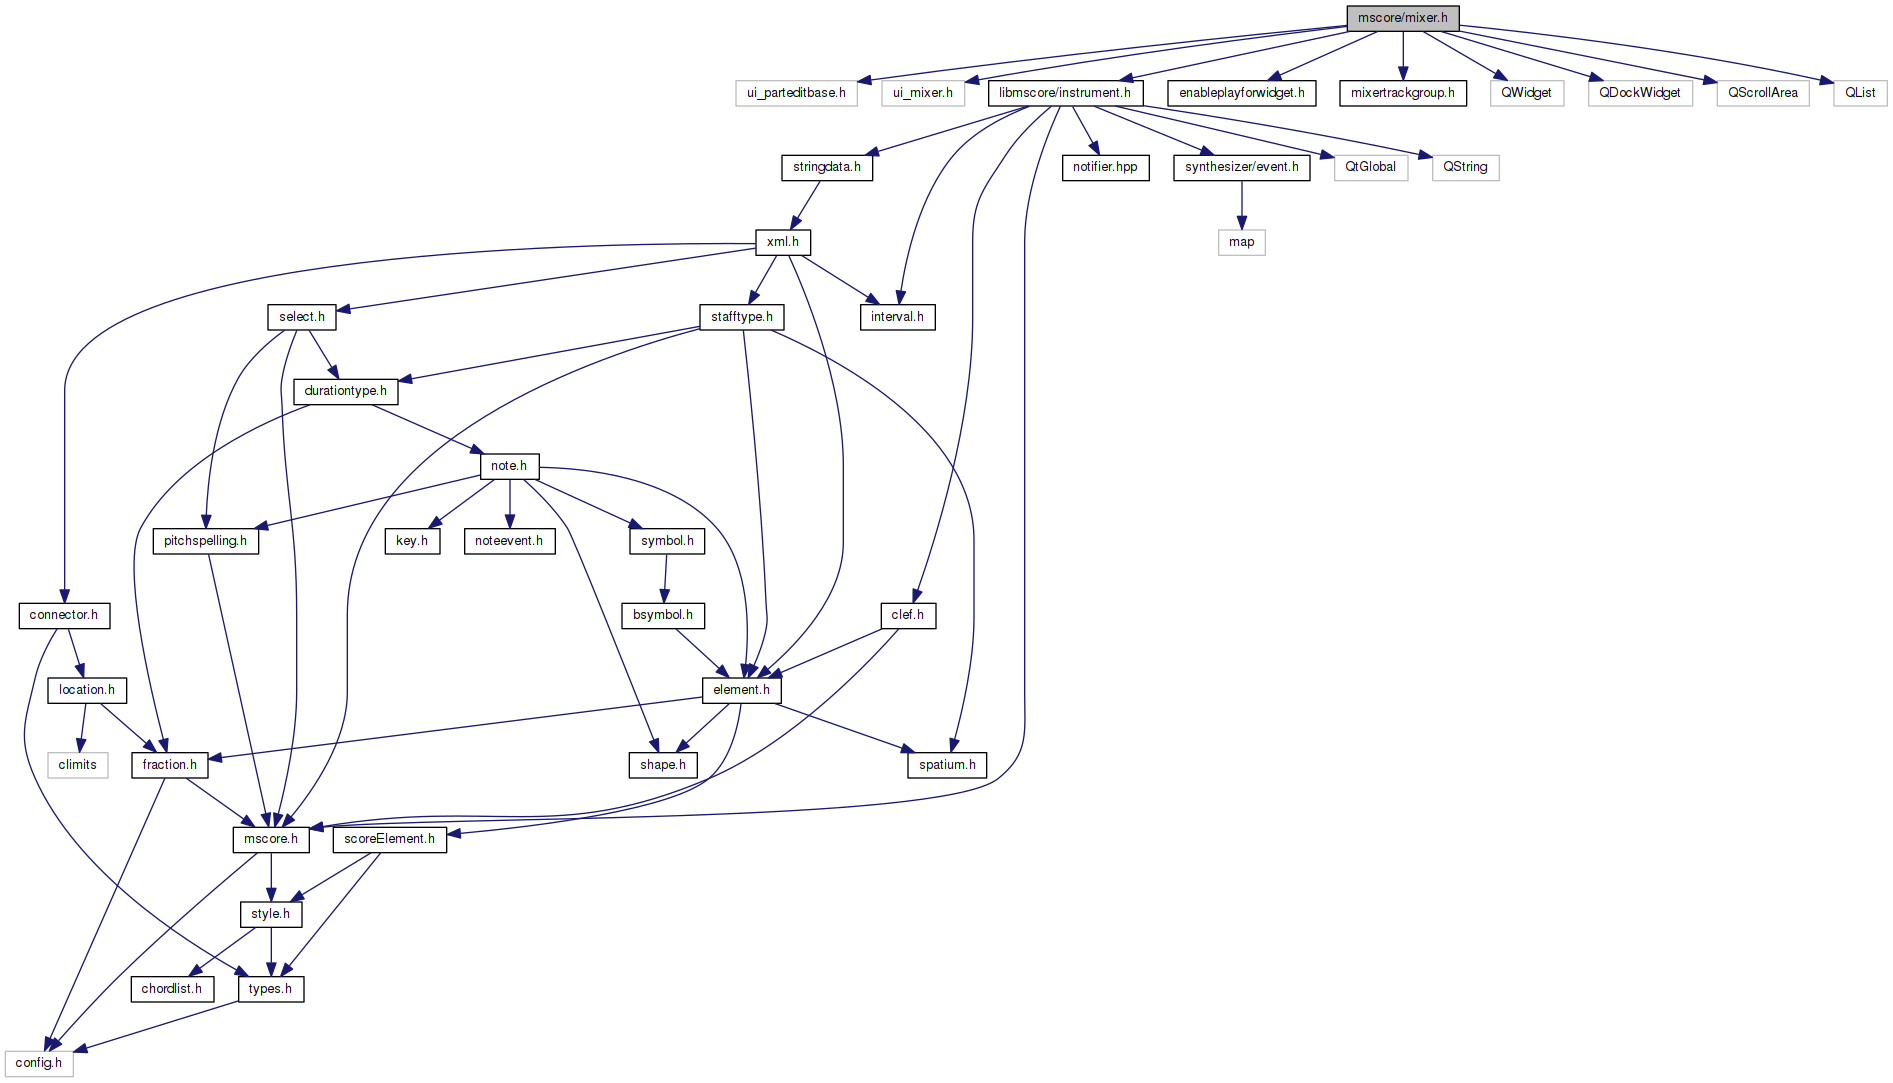 mscore/mixer.h
ui_parteditbase.h
ui_mixer.h
libmscore/instrument.h
enableplayforwidget.h
mixertrackgroup.h
QWidget
QDockWidget
QScrollArea
QList
stringdata.h
notifier.hpp
synthesizer/event.h
QtGlobal
QString
xml.h
map
select.h
stafftype.h
interval.h
durationtype.h
note.h
pitchspelling.h
key.h
noteevent.h
symbol.h
connector.h
bsymbol.h
clef.h
location.h
element.h
climits
fraction.h
shape.h
spatium.h
mscore.h
scoreElement.h
style.h
chordlist.h
types.h
config.h